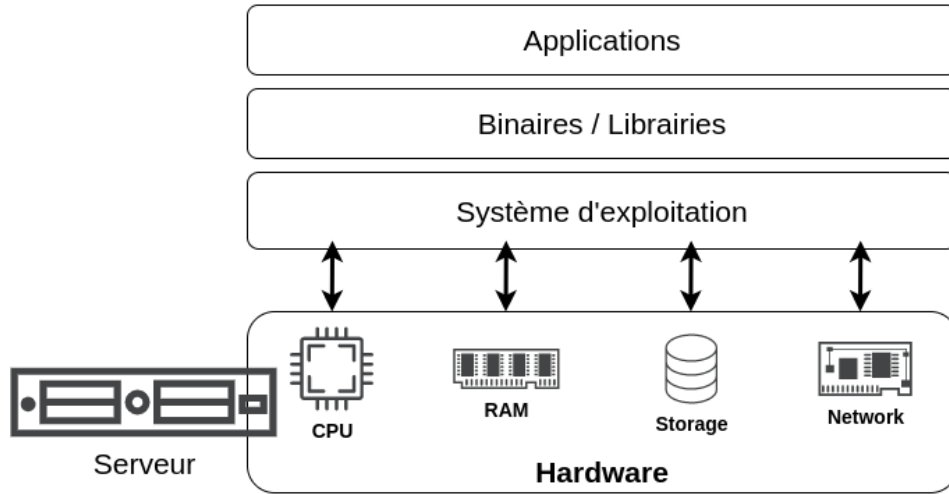 Applications
Binaires / Librairies
Système d'exploitation
CPU
RAM
Storage
Network
Serveur
Hardware